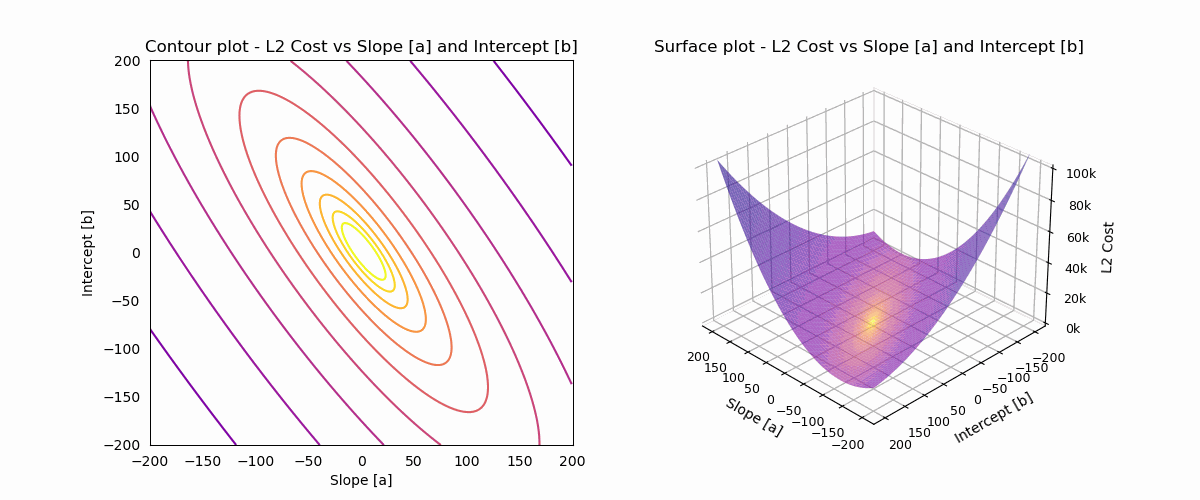 Contour plot - L2 Cost vs Slope [a] and Intercept [b]
200
150
100
50
0
−50
−100
−150
−200
Intercept [b]
−200 −150 −100 −50 0 50 100 150 200
Slope [a]
Surface plot - L2 Cost vs Slope [a] and Intercept [b]
100k
80k
60k
40k
20k
0k
L2 Cost
200
150
100
50
0
−50
−100
−150
−200
Slope [a]
−200
−150
−100
−50
0
50
100
150
200
Intercept [b]